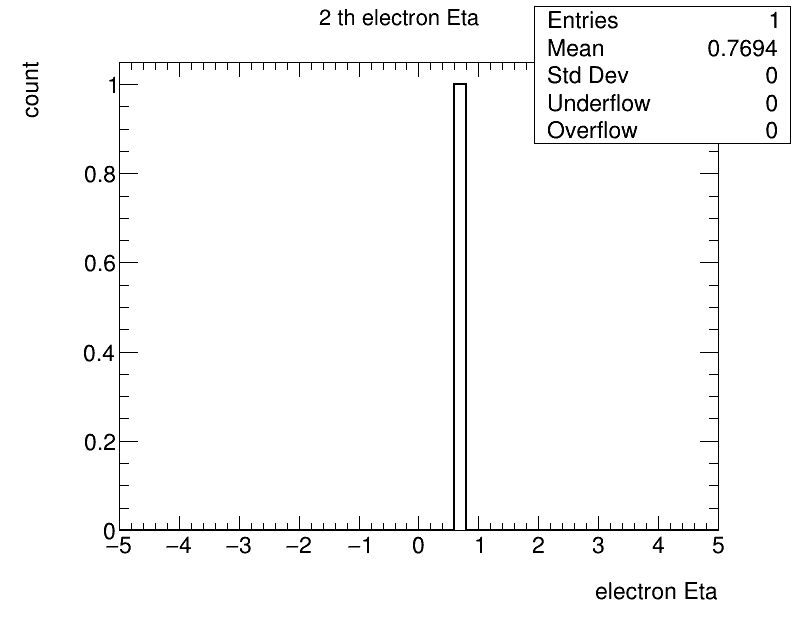 2 th electron Eta
Entries 1
Mean 0.7694
Std Dev 0
Underflow 0
Overflow 0
count
1
0.8
0.6
0.4
0.2
0
−5 −4 −3 −2 −1 0 1 2 3 4 5
electron Eta